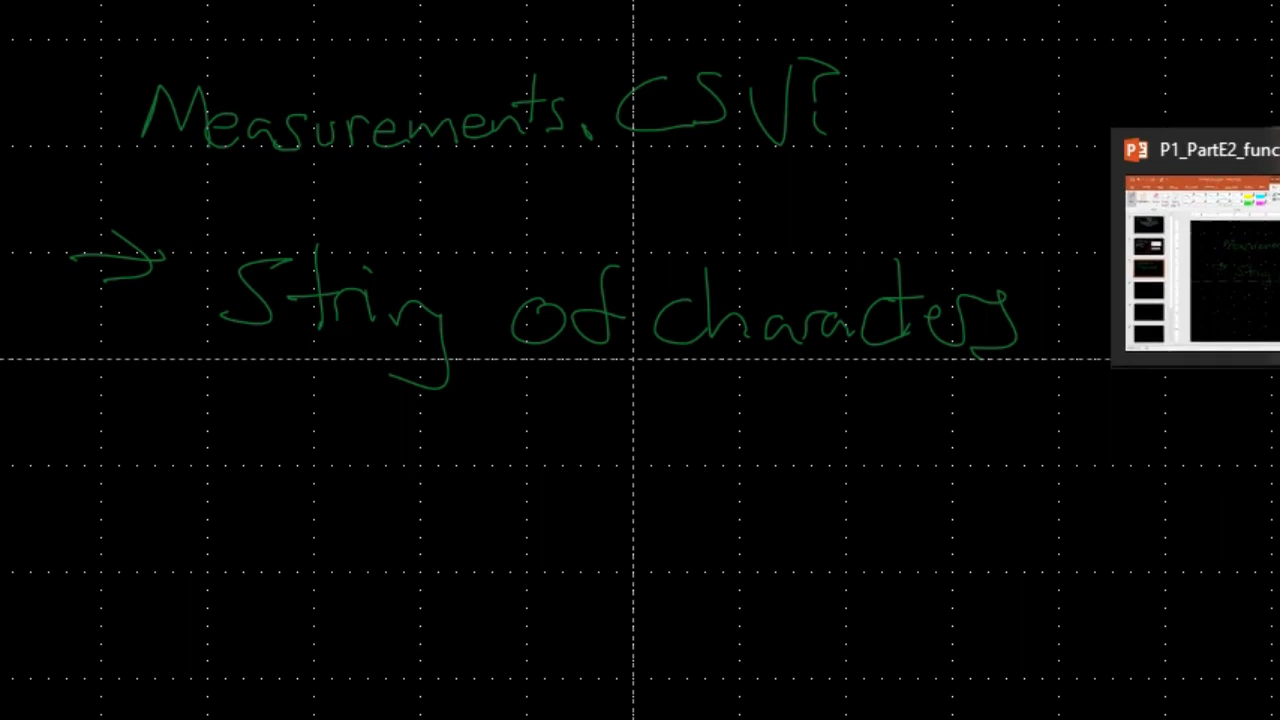 Measurements.CSV?
→ String of characters
P1_PartE2_func